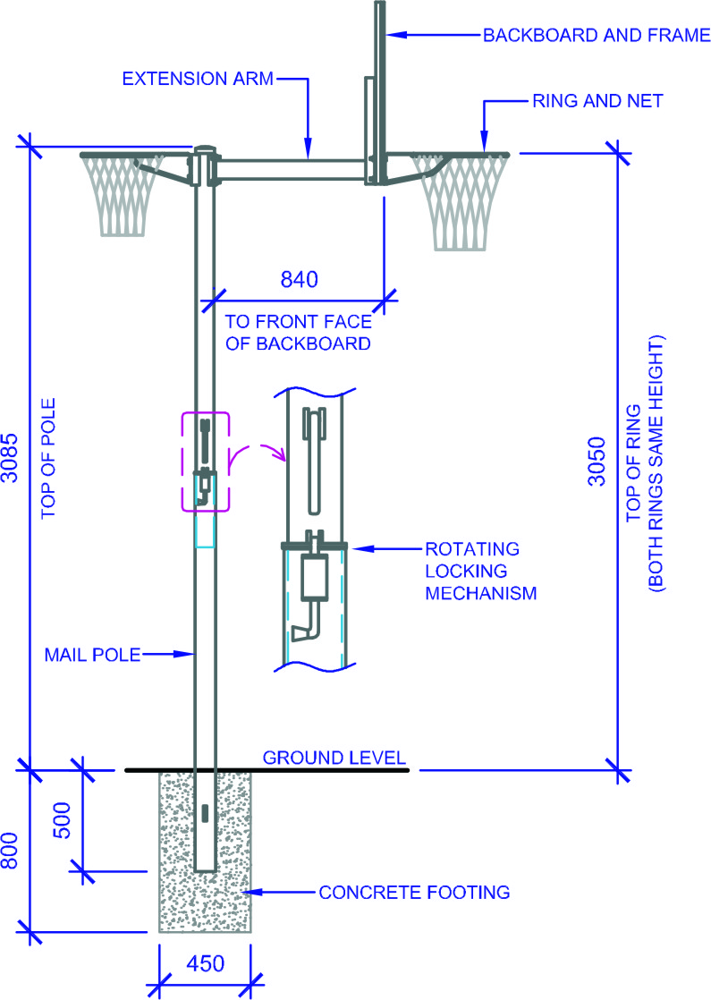 BACKBOARD AND FRAME
EXTENSION ARM
RING AND NET
840
TO FRONT FACE
OF BACKBOARD
3085
TOP OF POLE
3050
TOP OF RING
(BOTH RINGS SAME HEIGHT)
ROTATING
LOCKING
MECHANISM
MAIL POLE
GROUND LEVEL
500
800
CONCRETE FOOTING
450